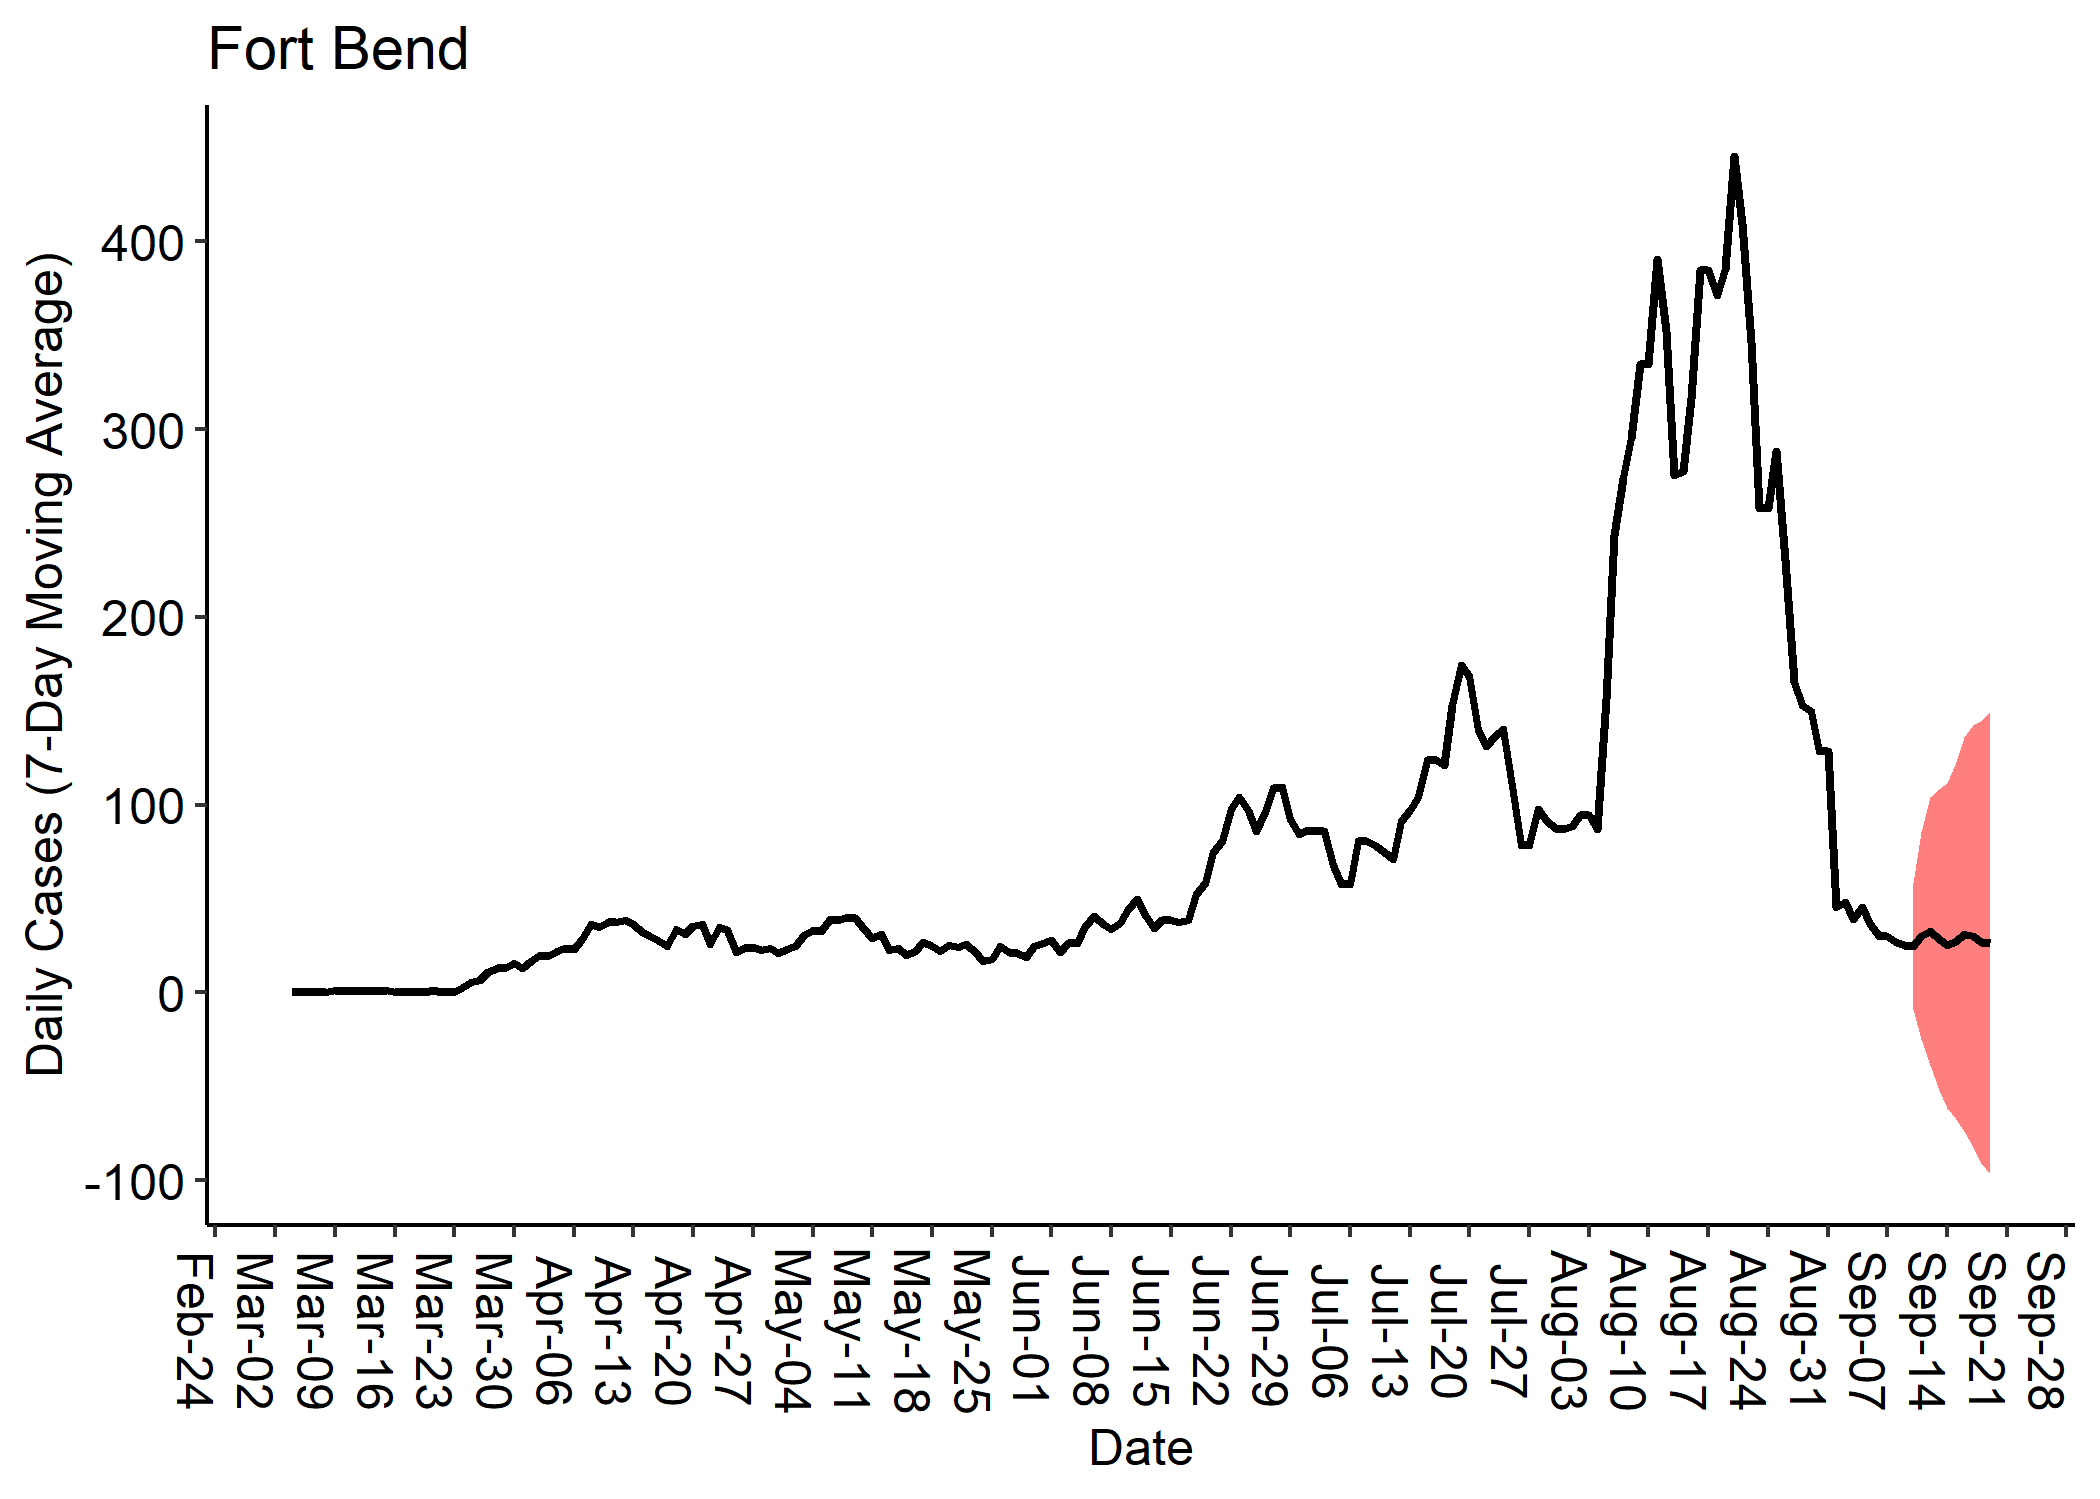 Fort Bend
Daily Cases (7-Day Moving Average)
400
300
200
100
0
-100
Feb-24
Mar-02
Mar-09
Mar-16
Mar-23
Mar-30
Apr-06
Apr-13
Apr-20
Apr-27
May-04
May-11
May-18
May-25
Jun-01
Jun-08
Jun-15
Jun-22
Jun-29
Jul-06
Jul-13
Jul-20
Jul-27
Aug-03
Aug-10
Aug-17
Aug-24
Aug-31
Sep-07
Sep-14
Sep-21
Sep-28
Date